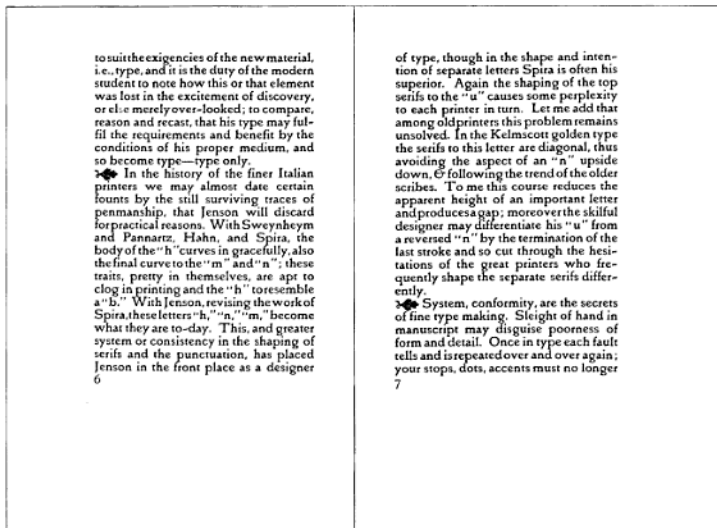 to suit the exigencies of the new material,
i.e., type, and it is the duty of the modern
student to note how this or that element
was lost in the excitement of discovery,
or else merely over-looked; to compare,
reason and recast, that his type may ful-
fil the requirements and benefit by the
conditions of his proper medium, and
so become type—type only.
In the history of the finer Italian
printers we may almost date certain
founts by the still surviving traces of
penmanship, that Jenson will discard
for practical reasons. With Sweynheym
and Pannartz, Hahn, and Spira, the
body of the "h" curves in gracefully, also
the final curve to the "m" and "n"; these
traits, pretty in themselves, are apt to
clog in printing and the "h" to resemble
a "b." With Jenson, revising the work of
Spira, these letters "h," "n," "m," become
what they are to-day. This, and greater
system or consistency in the shaping of
serifs and the punctuation, has placed
Jenson in the front place as a designer
6
of type, though in the shape and inten-
tion of separate letters Spira is often his
superior. Again the shaping of the top
serifs to the "u" causes some perplexity
to each printer in turn. Let me add that
among old printers this problem remains
unsolved. In the Kelmscott golden type
the serifs to this letter are diagonal, thus
avoiding the aspect of an "n" upside
down, & following the trend of the older
scribes. To me this course reduces the
apparent height of an important letter
and produces a gap; moreover the skilful
designer may differentiate his "u" from
a reversed "n" by the termination of the
last stroke and so cut through the hesi-
tations of the great printers who fre-
quently shape the separate serifs differ-
ently.
System, conformity, are the secrets
of fine type making. Sleight of hand in
manuscript may disguise poorness of
form and detail. Once in type each fault
tells and is repeated over and over again;
your stops, dots, accents must no longer
7